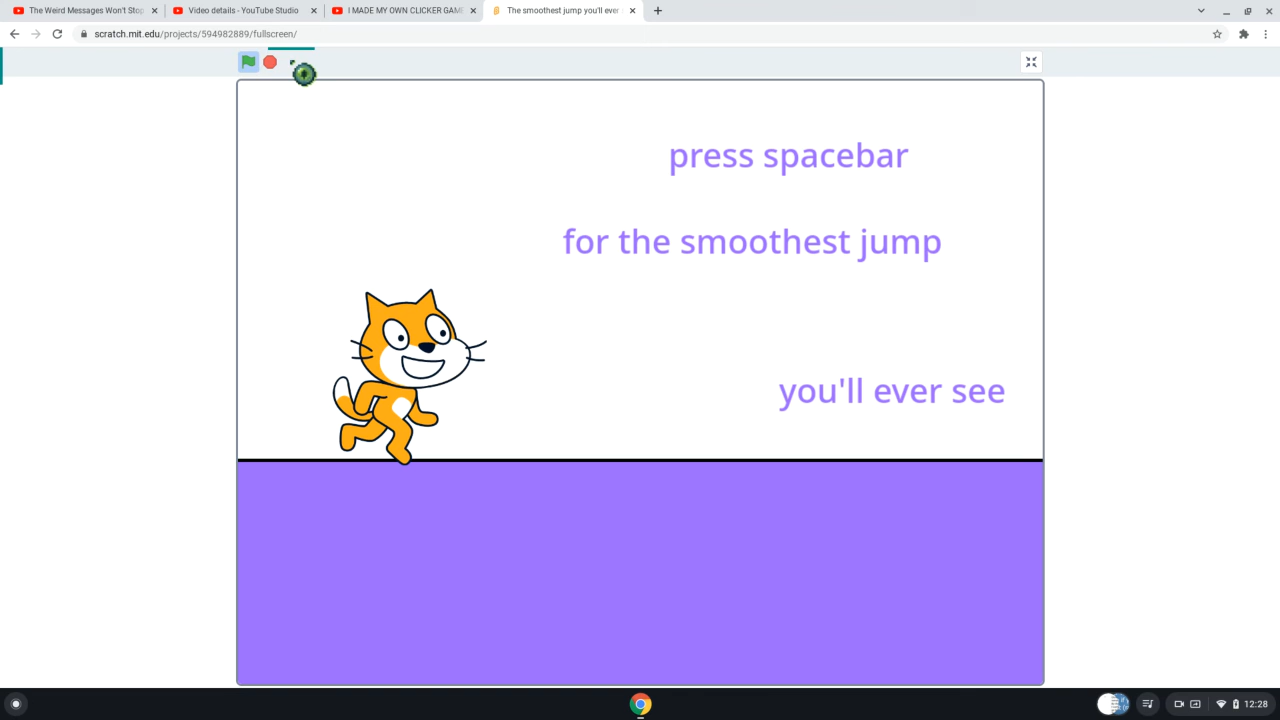 The Weird Messages Won't Stop
Video details - YouTube Studio
I MADE MY OWN CLICKER GAME
The smoothest jump you'll ever
scratch.mit.edu/projects/594982889/fullscreen/
press spacebar
for the smoothest jump
you'll ever see
12:28